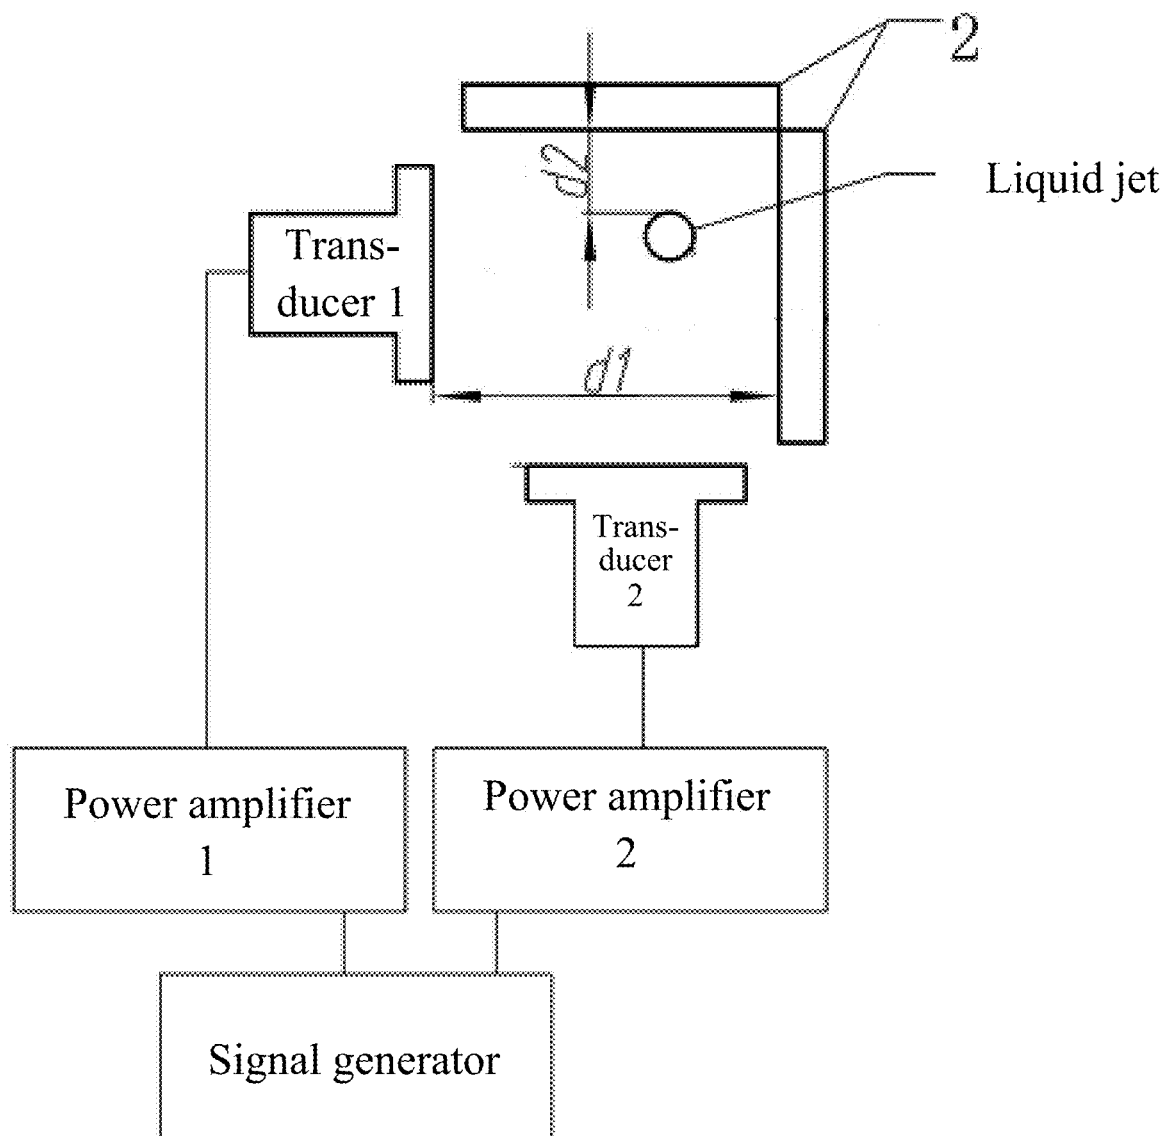 2
d2
Liquid jet
Trans-
ducer 1
d1
Trans-
ducer
2
Power amplifier
1
Power amplifier
2
Signal generator